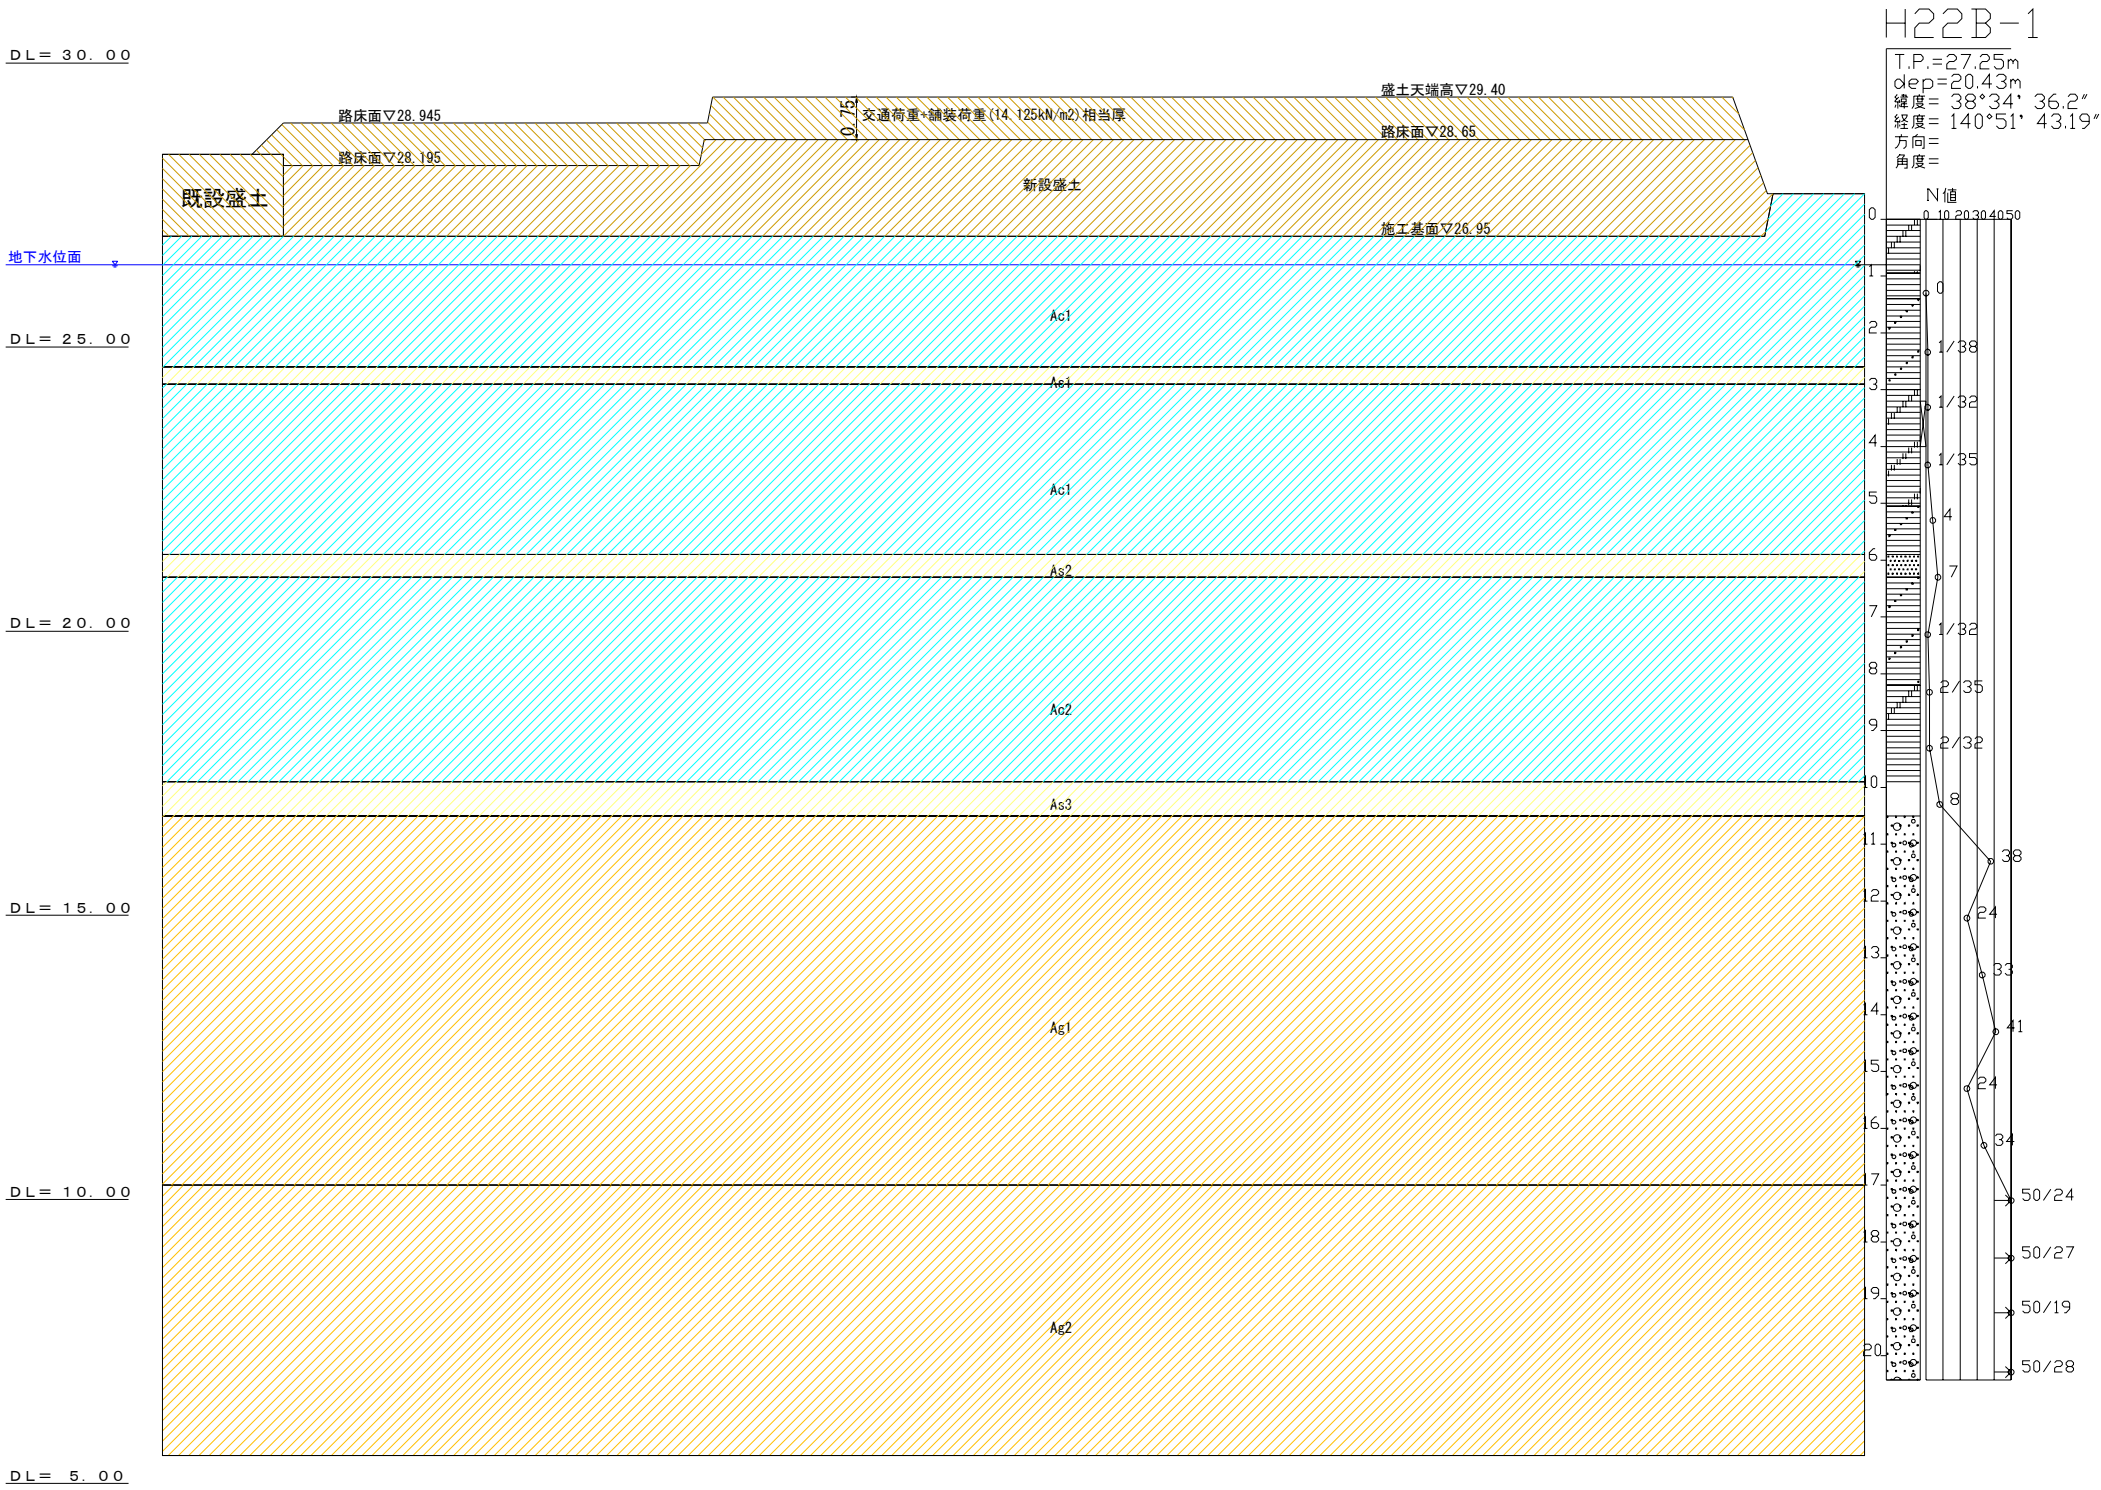 H22B-1
T.P.=27.25m
dep=20.43m
緯度= 38°34' 36.2"
経度= 140°51' 43.19"
方向=
角度=
N値
0 10 20 30 40 50
DL= 30. 00
DL= 25. 00
DL= 20. 00
DL= 15. 00
DL= 10. 00
DL= 5. 00
地下水位面
盛土天端高▽29.40
路床面▽28.945
0.75
交通荷重+舗装荷重(14.125kN/m2)相当厚
路床面▽28.65
路床面▽28.195
既設盛土
新設盛土
施工基面▽26.95
Ac1
As1
Ac1
As2
Ac2
As3
Ag1
Ag2
0
1
2
3
4
5
6
7
8
9
10
11
12
13
14
15
16
17
18
19
20
0
1/38
1/32
1/35
4
7
1/32
2/35
2/32
8
38
24
33
41
24
34
50/24
50/27
50/19
50/28